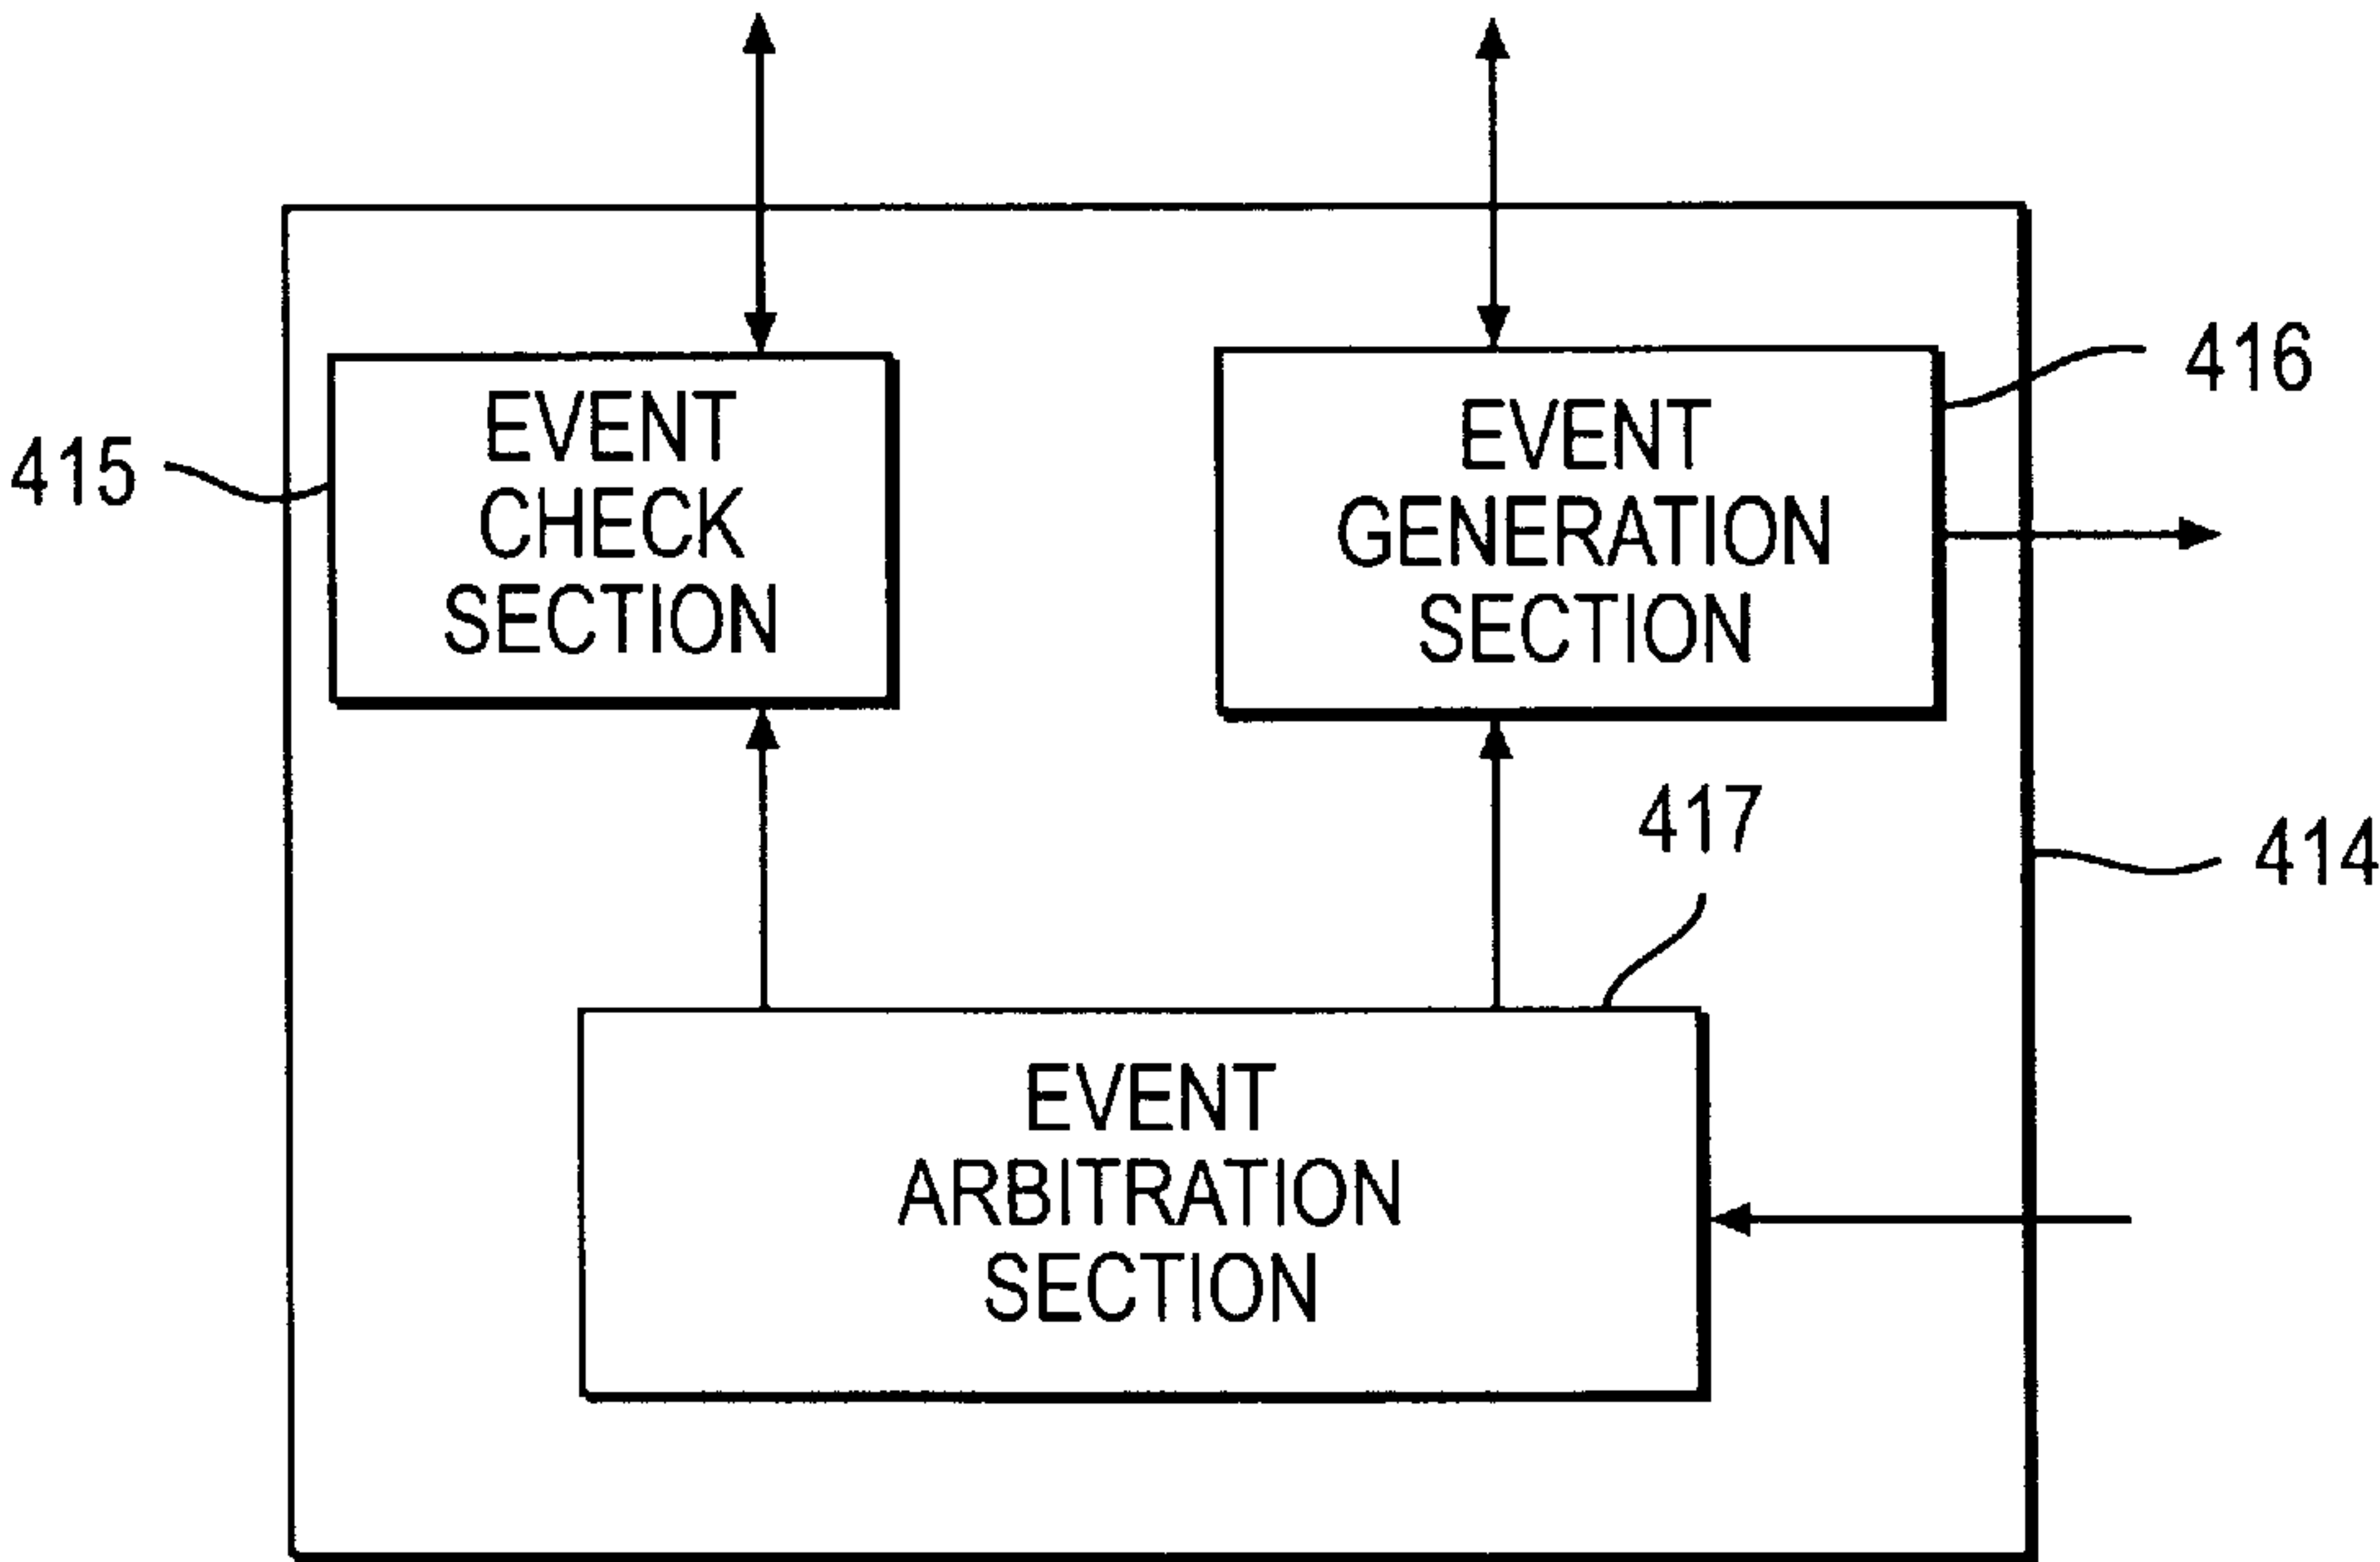 416
EVENT
CHECK
SECTION
415
EVENT
GENERATION
SECTION
417
414
EVENT
ARBITRATION
SECTION